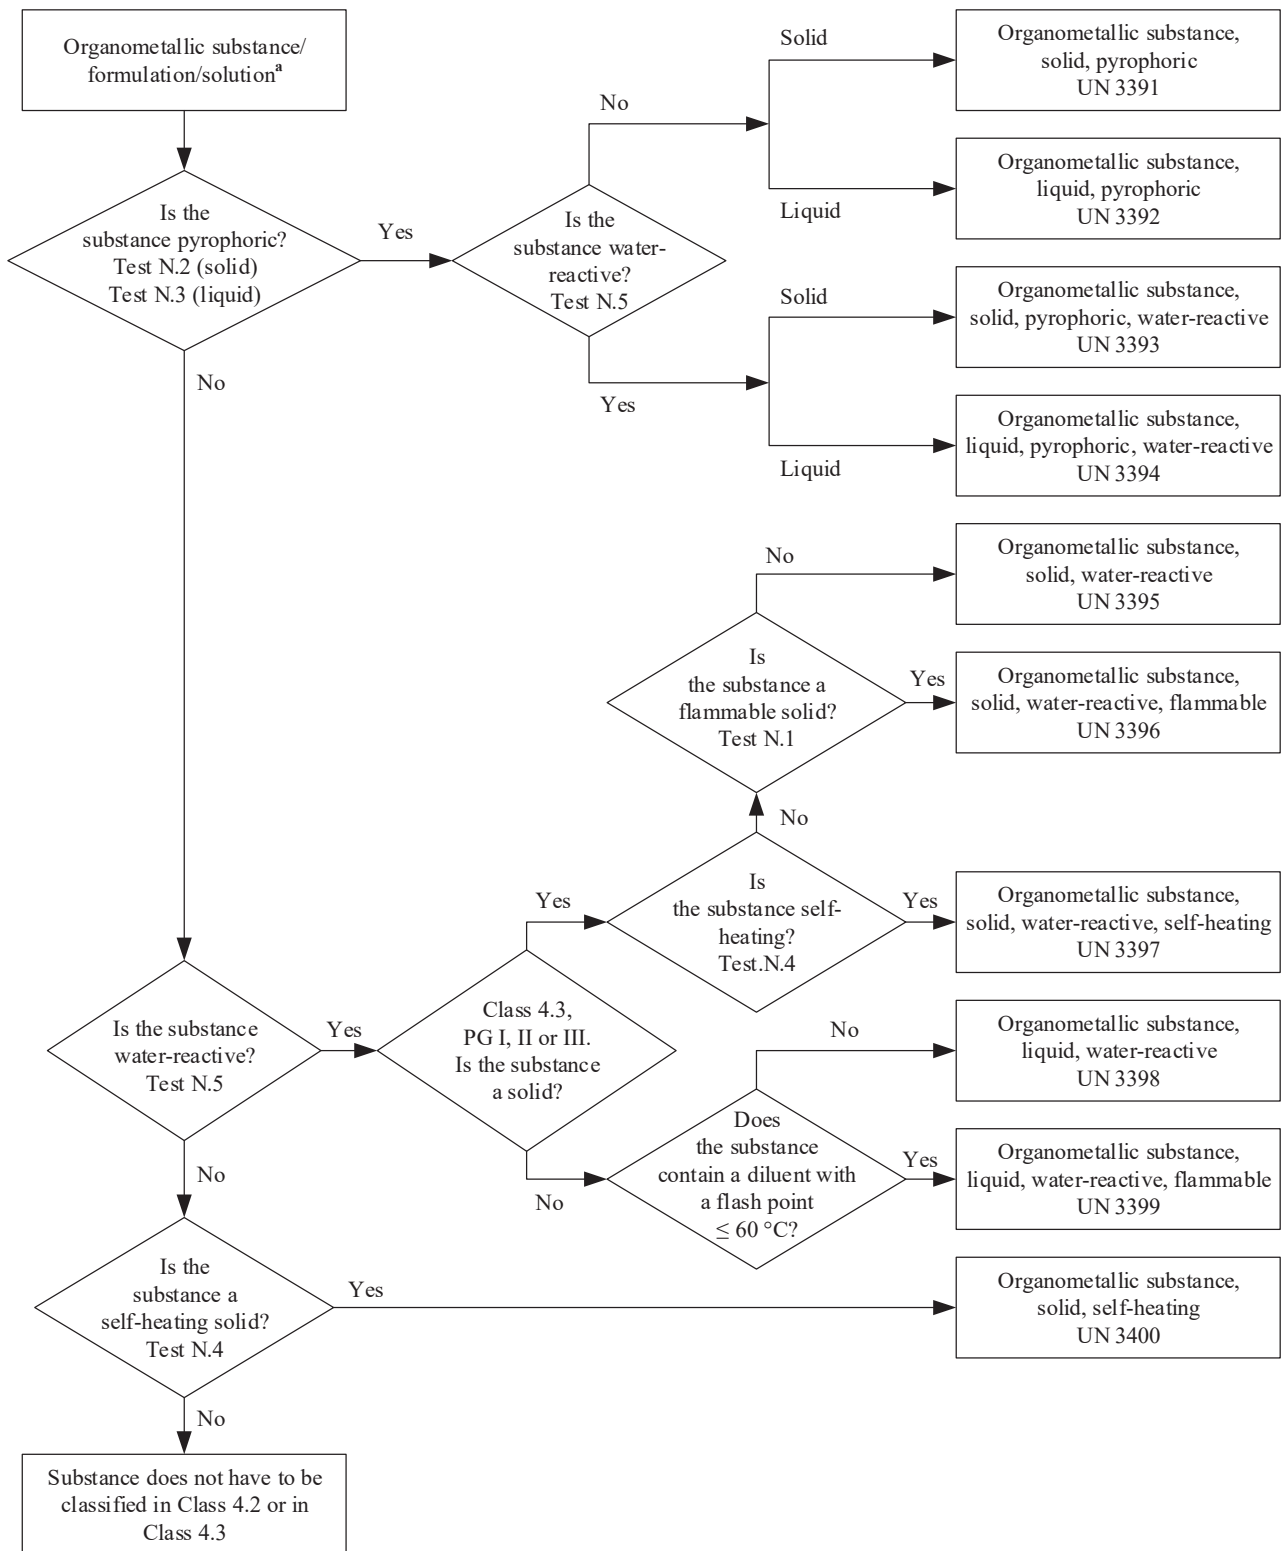 Organometallic substance/
formulation/solutionᵃ
Is the
substance pyrophoric?
Test N.2 (solid)
Test N.3 (liquid)
Yes
No
Is the
substance water-
reactive?
Test N.5
No
Yes
Solid
Liquid
Organometallic substance,
solid, pyrophoric
UN 3391
Organometallic substance,
liquid, pyrophoric
UN 3392
Solid
Liquid
Organometallic substance,
solid, pyrophoric, water-reactive
UN 3393
Organometallic substance,
liquid, pyrophoric, water-reactive
UN 3394
No
Organometallic substance,
solid, water-reactive
UN 3395
Is
the substance a
flammable solid?
Test N.1
Yes
Organometallic substance,
solid, water-reactive, flammable
UN 3396
No
Is
the substance self-
heating?
Test.N.4
Yes
Yes
Organometallic substance,
solid, water-reactive, self-heating
UN 3397
Is the substance
water-reactive?
Test N.5
Yes
Class 4.3,
PG I, II or III.
Is the substance
a solid?
No
No
Organometallic substance,
liquid, water-reactive
UN 3398
Does
the substance
contain a diluent with
a flash point
≤ 60 °C?
Yes
Organometallic substance,
liquid, water-reactive, flammable
UN 3399
No
Is the
substance a
self-heating solid?
Test N.4
Yes
Organometallic substance,
solid, self-heating
UN 3400
No
Substance does not have to be
classified in Class 4.2 or in
Class 4.3